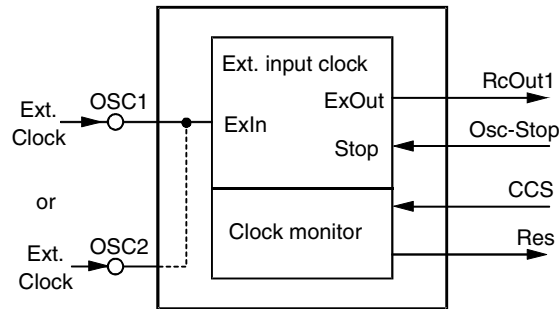 Ext. input clock
RcOut1
OSC1
ExOut
Ext.
Clock
ExIn
Osc-Stop
Stop
CCS
or
Clock monitor
Res
OSC2
Ext.
Clock